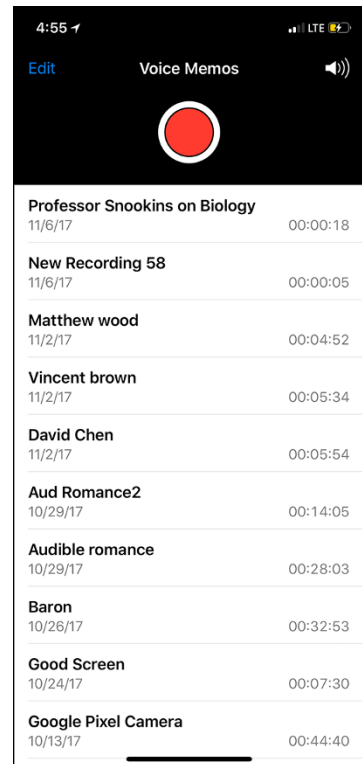 4:55 LTE
Edit Voice Memos
Professor Snookins on Biology
11/6/17 00:00:18
New Recording 58
11/6/17 00:00:05
Matthew wood
11/2/17 00:04:52
Vincent brown
11/2/17 00:05:34
David Chen
11/2/17 00:05:54
Aud Romance2
10/29/17 00:14:05
Audible romance
10/29/17 00:28:03
Baron
10/26/17 00:32:53
Good Screen
10/24/17 00:07:30
Google Pixel Camera
10/13/17 00:44:40